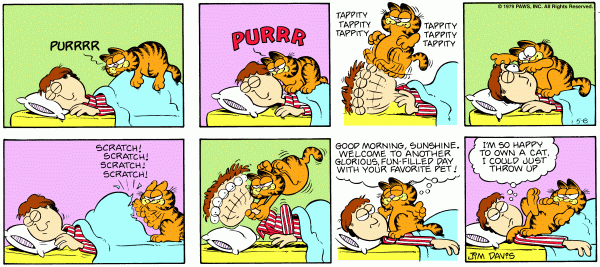 © 1979 PAWS, INC. All Rights Reserved.
PURRRR
PURRR
TAPPITY
TAPPITY
TAPPITY
TAPPITY
TAPPITY
TAPPITY
5-6
SCRATCH!
SCRATCH!
SCRATCH!
SCRATCH!
GOOD MORNING, SUNSHINE.
WELCOME TO ANOTHER
GLORIOUS, FUN-FILLED DAY
WITH YOUR FAVORITE PET!
I'M SO HAPPY
TO OWN A CAT.
I COULD JUST
THROW UP
JIM DAVIS